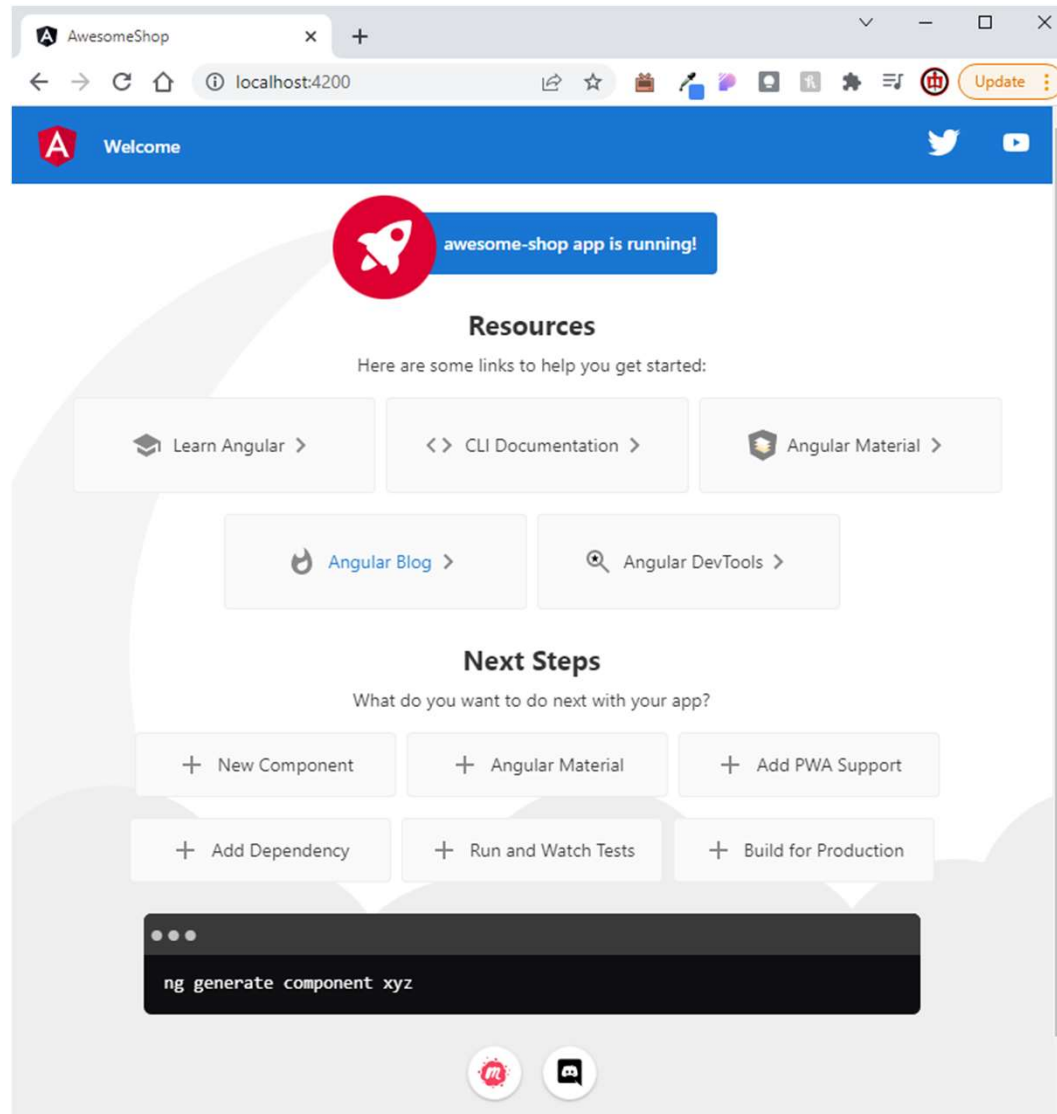 AwesomeShop
localhost:4200
Update
Welcome
awesome-shop app is running!
Resources
Here are some links to help you get started:
Learn Angular
CLI Documentation
Angular Material
Angular Blog
Angular DevTools
Next Steps
What do you want to do next with your app?
New Component
Angular Material
Add PWA Support
Add Dependency
Run and Watch Tests
Build for Production
ng generate component xyz